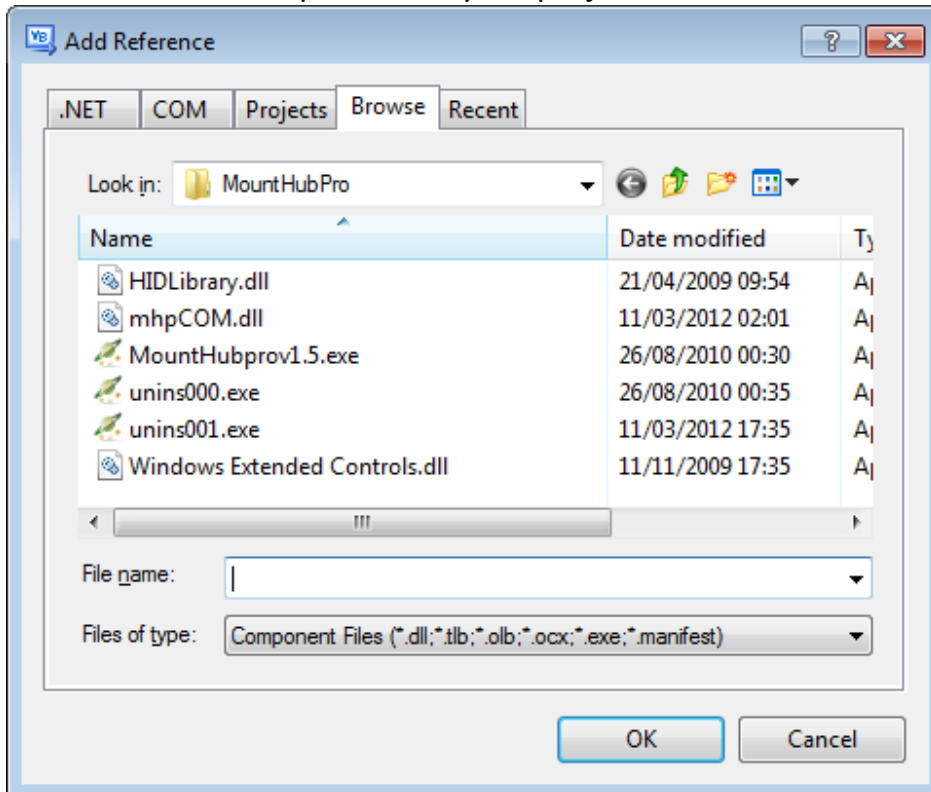 VB Add Reference
.NET COM Projects Browse Recent
Look in: MountHubPro
Name Date modified
HIDLibrary.dll 21/04/2009 09:54
mhpCOM.dll 11/03/2012 02:01
MountHubprov1.5.exe 26/08/2010 00:30
unins000.exe 26/08/2010 00:35
unins001.exe 11/03/2012 17:35
Windows Extended Controls.dll 11/11/2009 17:35
File name:
Files of type: Component Files (*.dll;*.tlb;*.olb;*.ocx;*.exe;*.manifest)
OK Cancel